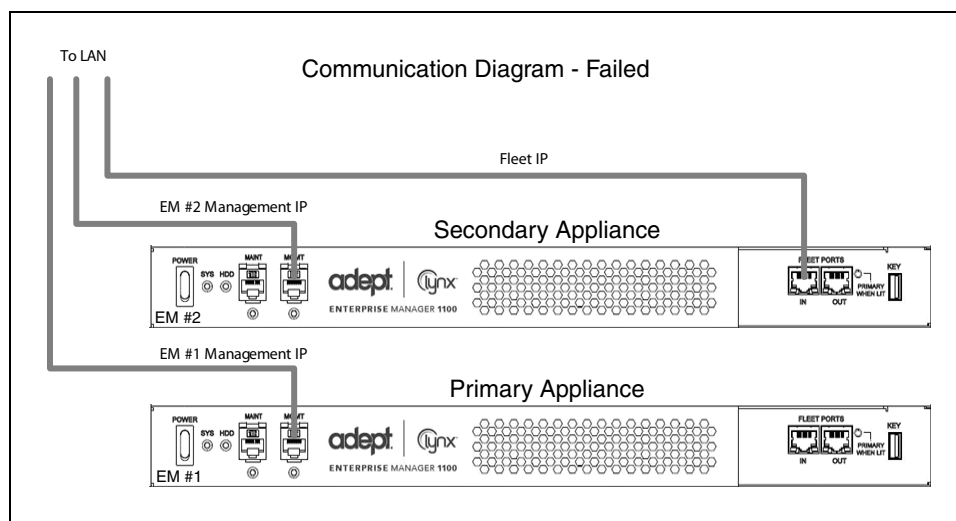 To LAN
Communication Diagram - Failed
Fleet IP
EM #2 Management IP
Secondary Appliance
POWER
SYS HDD
MAINT
MGMT
adept
lynx
ENTERPRISE MANAGER 1100
FLEET PORTS
IN
OUT
PRIMARY
WHEN LIT
KEY
EM #2
EM #1 Management IP
Primary Appliance
POWER
SYS HDD
MAINT
MGMT
adept
lynx
ENTERPRISE MANAGER 1100
FLEET PORTS
IN
OUT
PRIMARY
WHEN LIT
KEY
EM #1